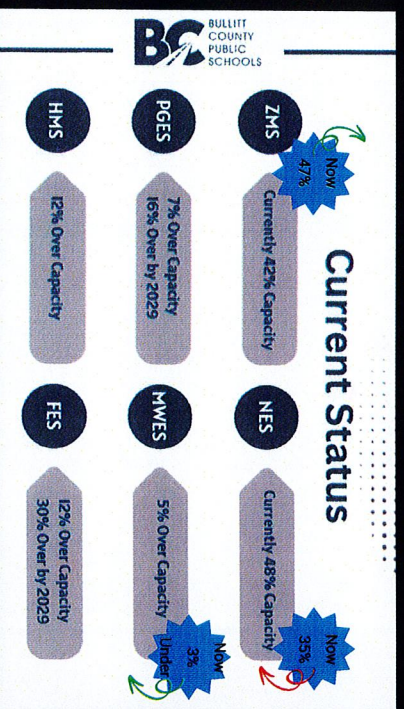 BULLITT
COUNTY
PUBLIC
SCHOOLS
BC
Current Status
ZMS
Now
47%
Currently 42% Capacity
NES
Currently 48% Capacity
Now
35%
PGES
7% Over Capacity
16% Over by 2029
MWES
5% Over Capacity
Now
3%
Under
HMS
12% Over Capacity
FES
12% Over Capacity
30% Over by 2029